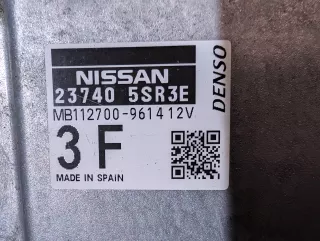 NISSAN
23740 5SR3E
MB112700-9614 12V
3F
MADE IN SPAIN
DENSO